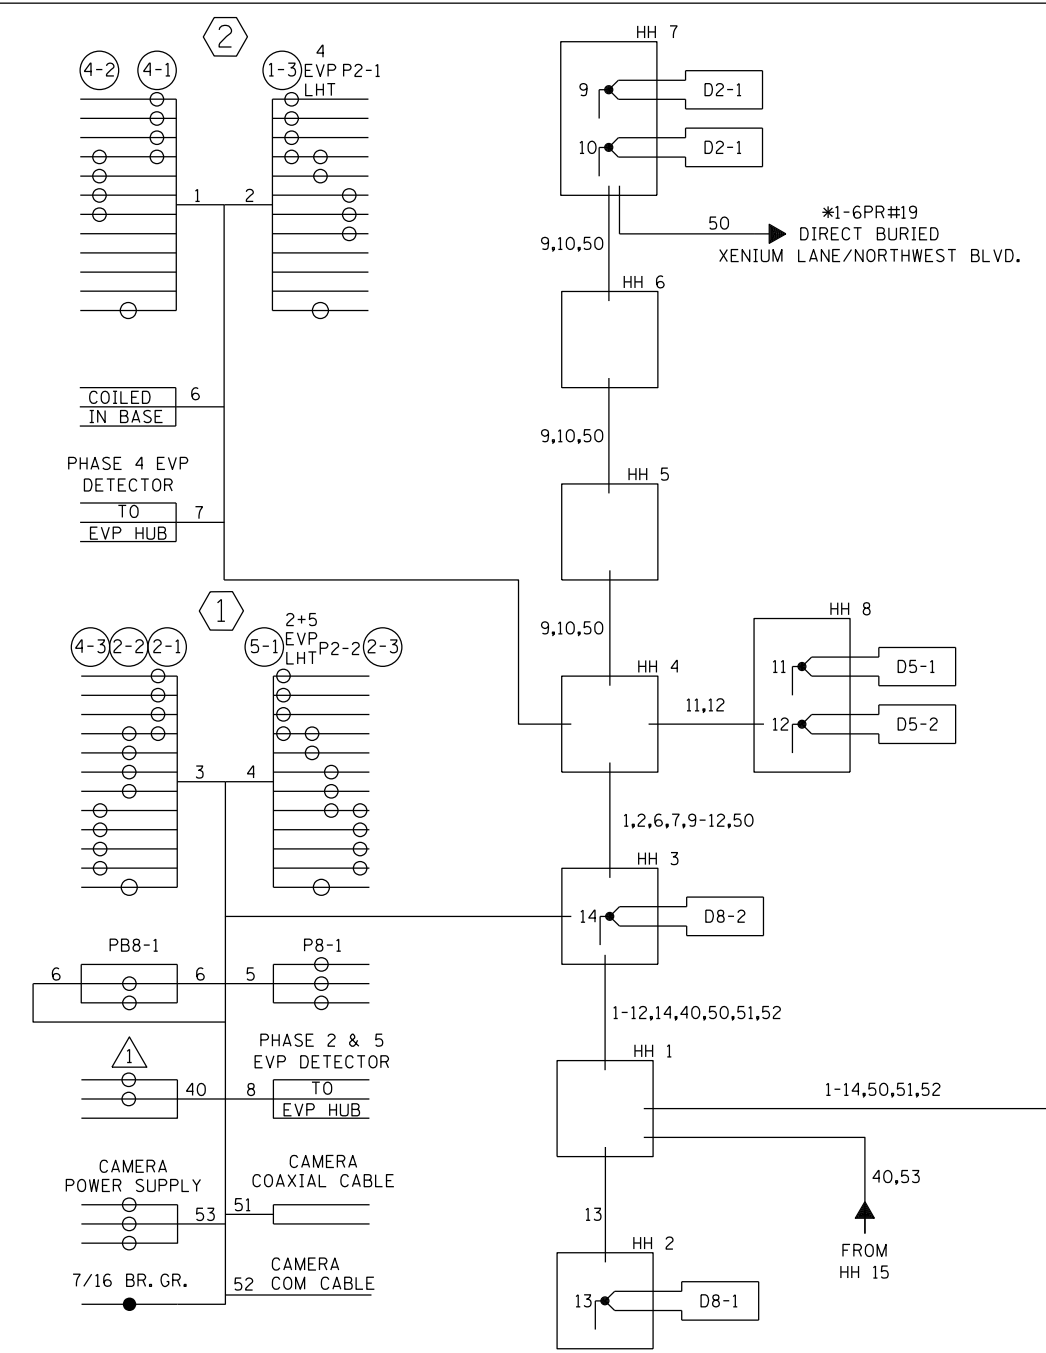 2
4-2 4-1 1-3 4
EVP P2-1
LHT
1 2
6
COILED
IN BASE
PHASE 4 EVP
DETECTOR
TO
EVP HUB
7
1
4-3 2-2 2-1 5-1 2+5
EVP
LHT P2-2 2-3
3 4
PB8-1 P8-1
6 6 5
1
40 8
PHASE 2 & 5
EVP DETECTOR
TO
EVP HUB
CAMERA
POWER SUPPLY
53
CAMERA
COAXIAL CABLE
51
7/16 BR. GR.
52
CAMERA
COM CABLE
HH 7
9 D2-1
10 D2-1
50
*1-6PR#19
DIRECT BURIED
XENIUM LANE/NORTHWEST BLVD.
9,10,50
HH 6
9,10,50
HH 5
9,10,50
HH 8
11 D5-1
12 D5-2
HH 4
11,12
1,2,6,7,9-12,50
HH 3
14 D8-2
1-12,14,40,50,51,52
HH 1
1-14,50,51,52
40,53
FROM
HH 15
13
HH 2
13 D8-1